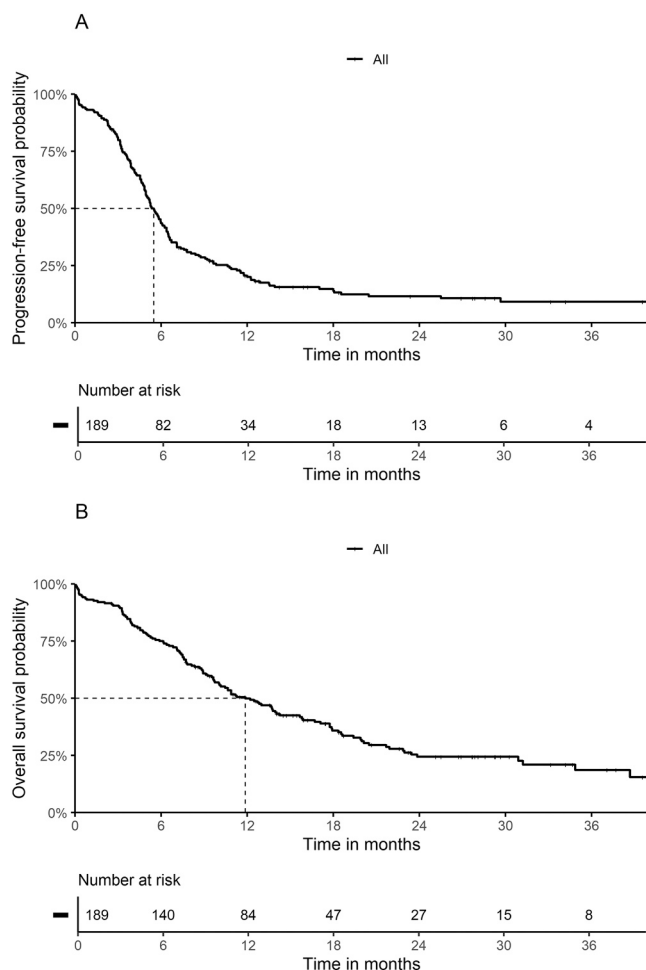 A
All
Progression-free survival probability
100%
75%
50%
25%
0%
0 6 12 18 24 30 36
Time in months
Number at risk
189 82 34 18 13 6 4
0 6 12 18 24 30 36
Time in months
B
All
Overall survival probability
100%
75%
50%
25%
0%
0 6 12 18 24 30 36
Time in months
Number at risk
189 140 84 47 27 15 8
0 6 12 18 24 30 36
Time in months